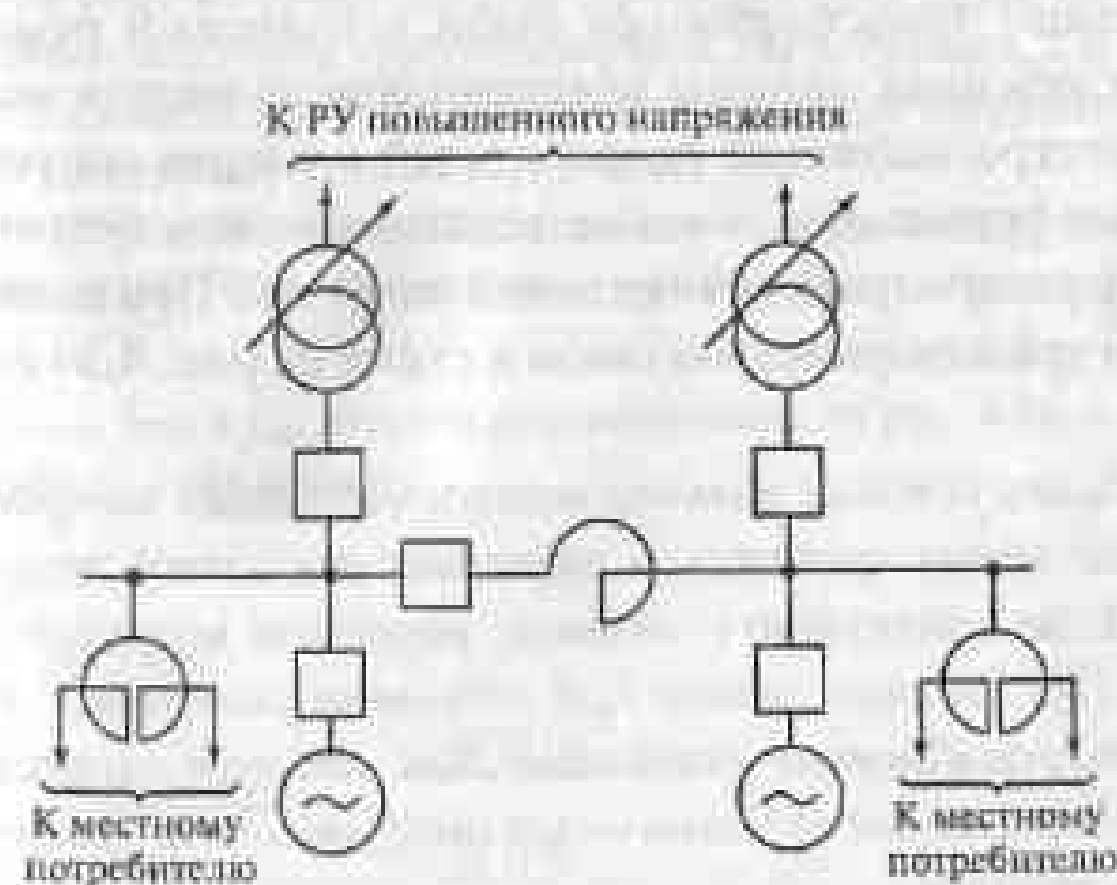 К РУ повышенного напряжения
К местному
потребителю
К местному
потребителю